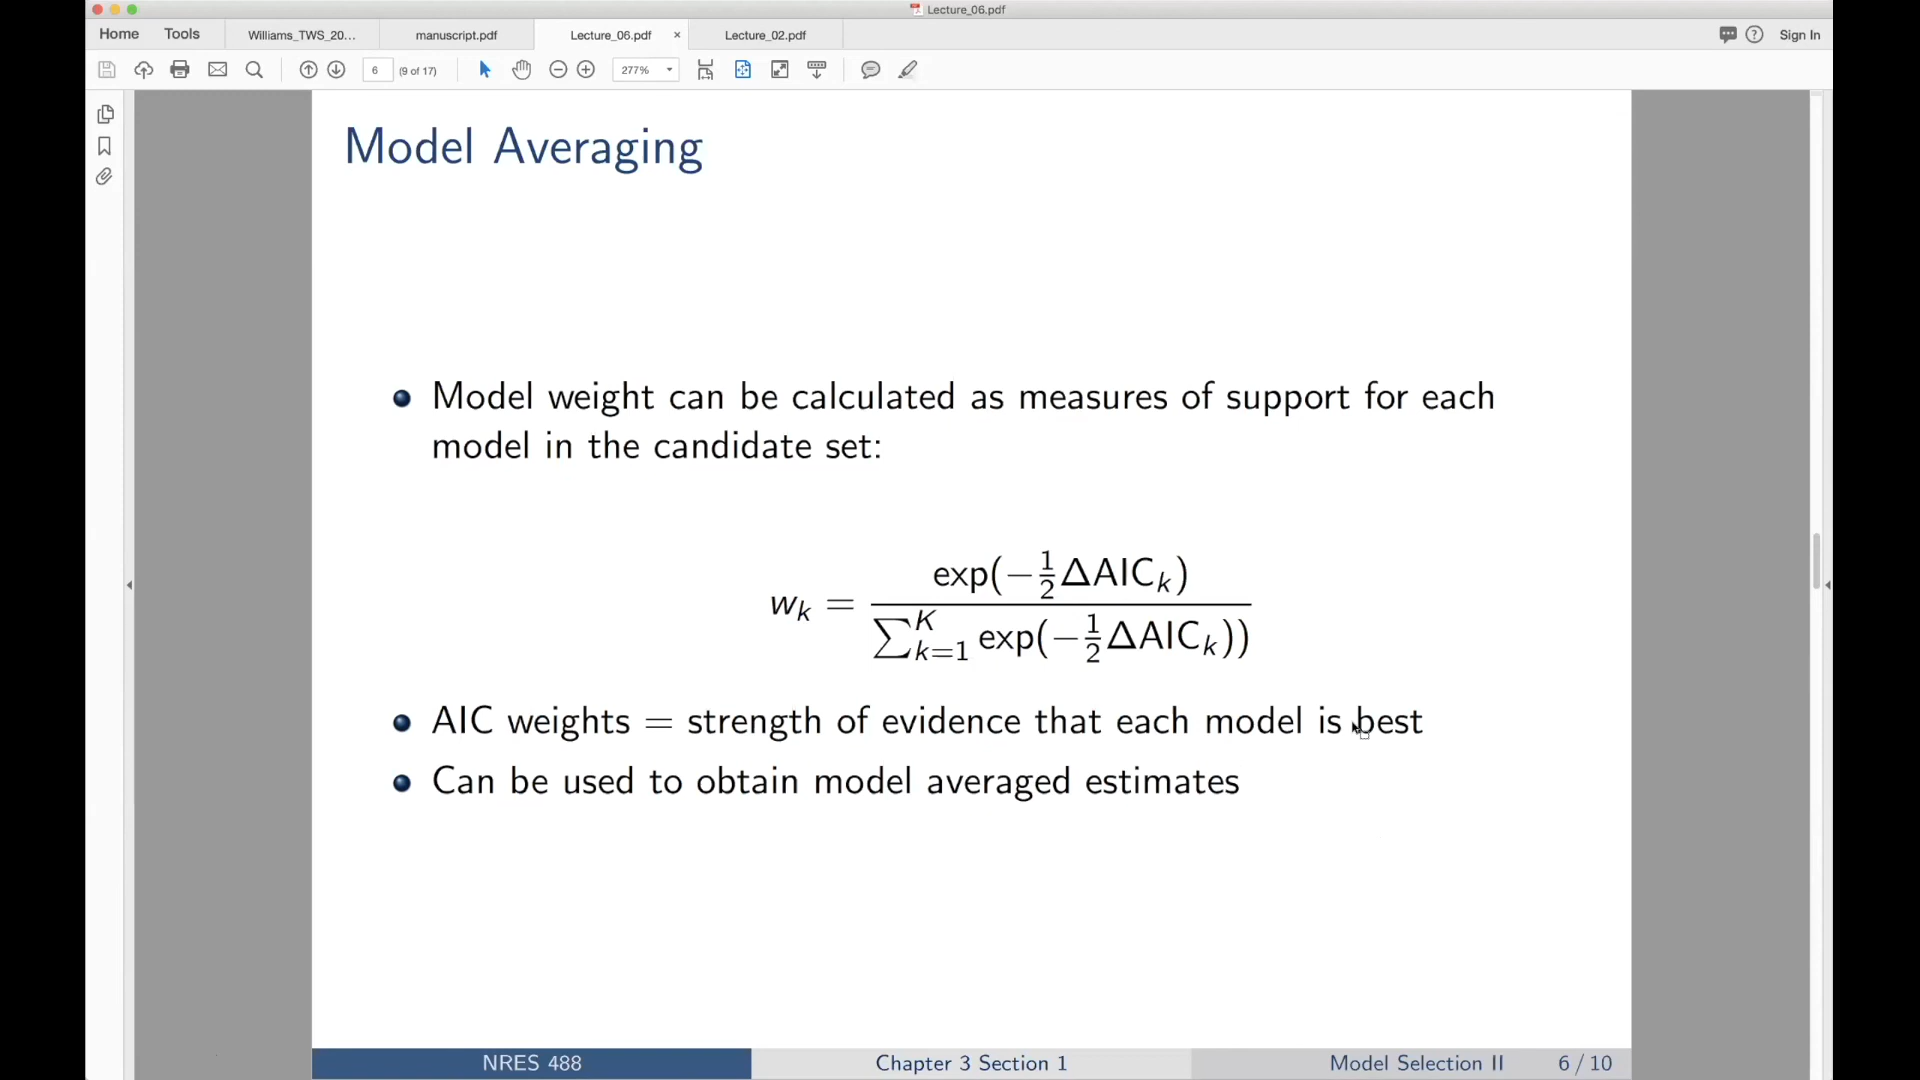 Lecture_06.pdf
Home Tools Williams_TWS_20... manuscript.pdf Lecture_06.pdf × Lecture_02.pdf Sign In
6 (9 of 17) 277%
Model Averaging
Model weight can be calculated as measures of support for each
model in the candidate set:
w_k = exp(−½ΔAIC_k) / ∑_{k=1}^{K} exp(−½ΔAIC_k))
AIC weights = strength of evidence that each model is best
Can be used to obtain model averaged estimates
NRES 488 Chapter 3 Section 1 Model Selection II 6 / 10